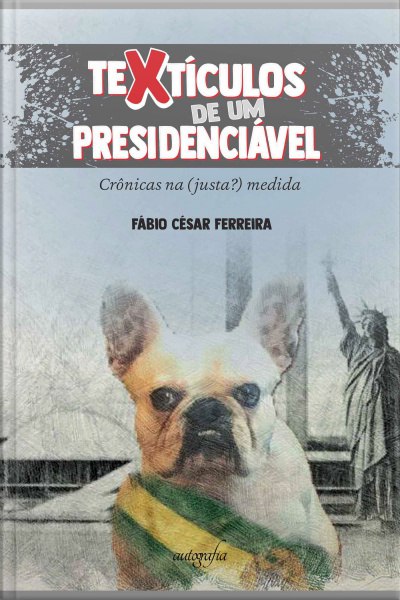 TEXTÍCULOS
DE UM
PRESIDENCIÁVEL
Crônicas na (justa?) medida
FÁBIO CÉSAR FERREIRA
autografia